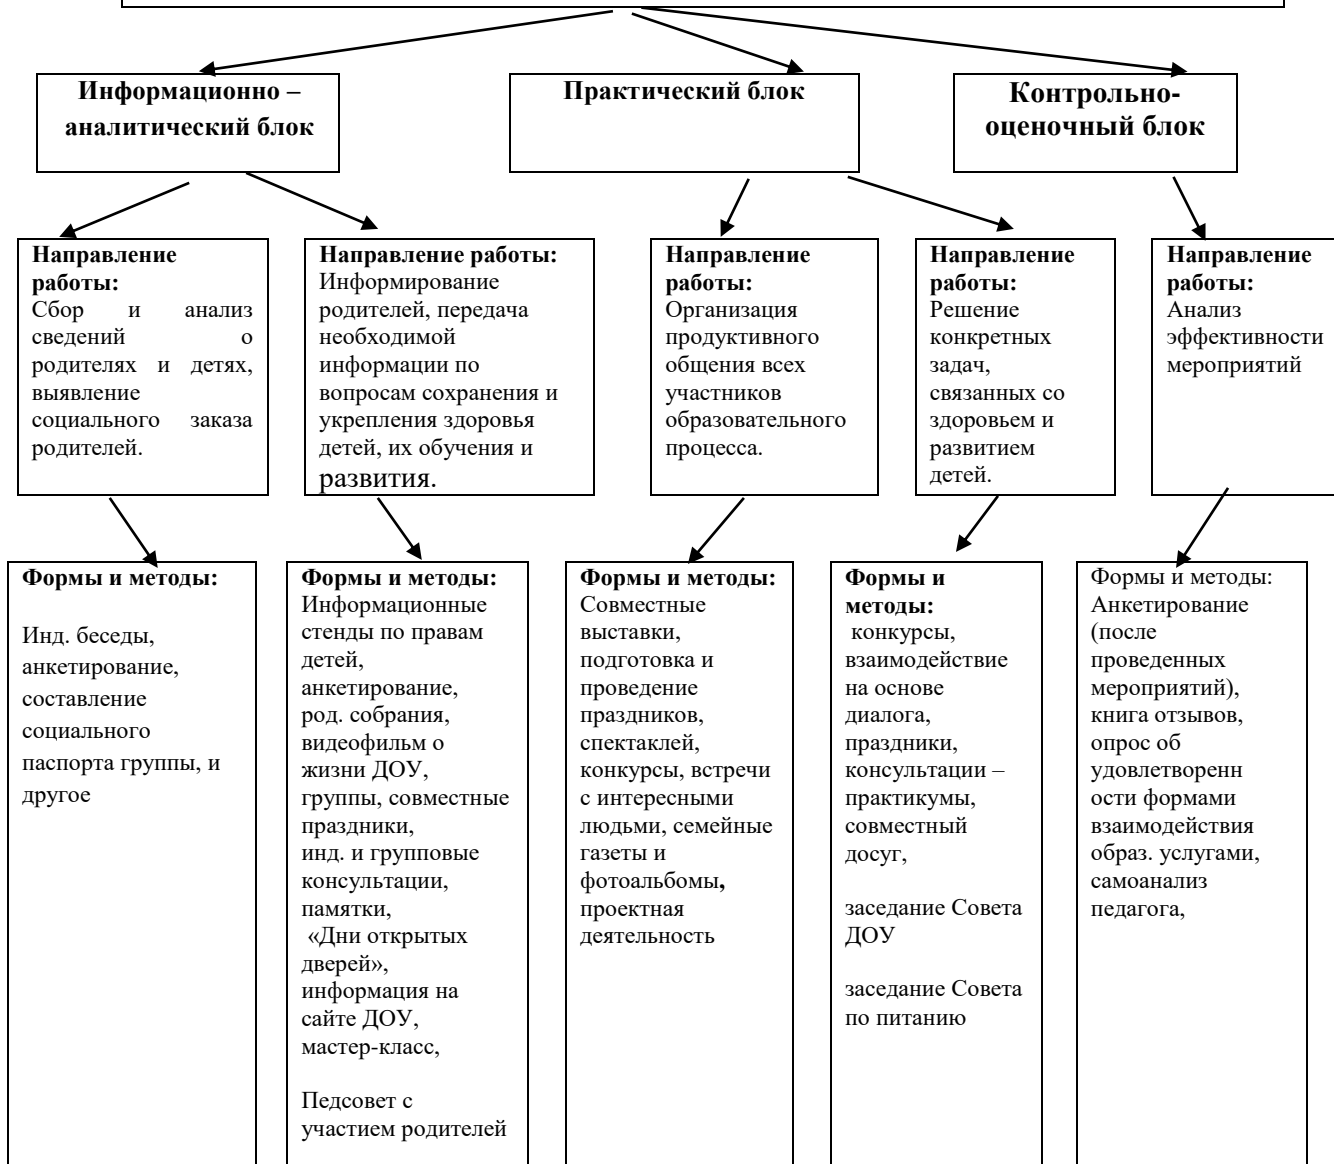 Информационно –
аналитический блок
Практический блок
Контрольно-
оценочный блок
Направление
работы:
Сбор и анализ
сведений о
родителях и детях,
выявление
социального заказа
родителей.
Направление работы:
Информирование
родителей, передача
необходимой
информации по
вопросам сохранения и
укрепления здоровья
детей, их обучения и
развития.
Направление
работы:
Организация
продуктивного
общения всех
участников
образовательного
процесса.
Направление
работы:
Решение
конкретных
задач,
связанных со
здоровьем и
развитием
детей.
Направление
работы:
Анализ
эффективности
мероприятий
Формы и методы:
Инд. беседы,
анкетирование,
составление
социального
паспорта группы, и
другое
Формы и методы:
Информационные
стенды по правам
детей,
анкетирование,
род. собрания,
видеофильм о
жизни ДОУ,
группы, совместные
праздники,
инд. и групповые
консультации,
памятки,
«Дни открытых
дверей»,
информация на
сайте ДОУ,
мастер-класс,
Педсовет с
участием родителей
Формы и методы:
Совместные
выставки,
подготовка и
проведение
праздников,
спектаклей,
конкурсы, встречи
с интересными
людьми, семейные
газеты и
фотоальбомы,
проектная
деятельность
Формы и
методы:
конкурсы,
взаимодействие
на основе
диалога,
праздники,
консультации –
практикумы,
совместный
досуг,
заседание Совета
ДОУ
заседание Совета
по питанию
Формы и методы:
Анкетирование
(после
проведенных
мероприятий),
книга отзывов,
опрос об
удовлетворенн
ости формами
взаимодействия
образ. услугами,
самоанализ
педагога,